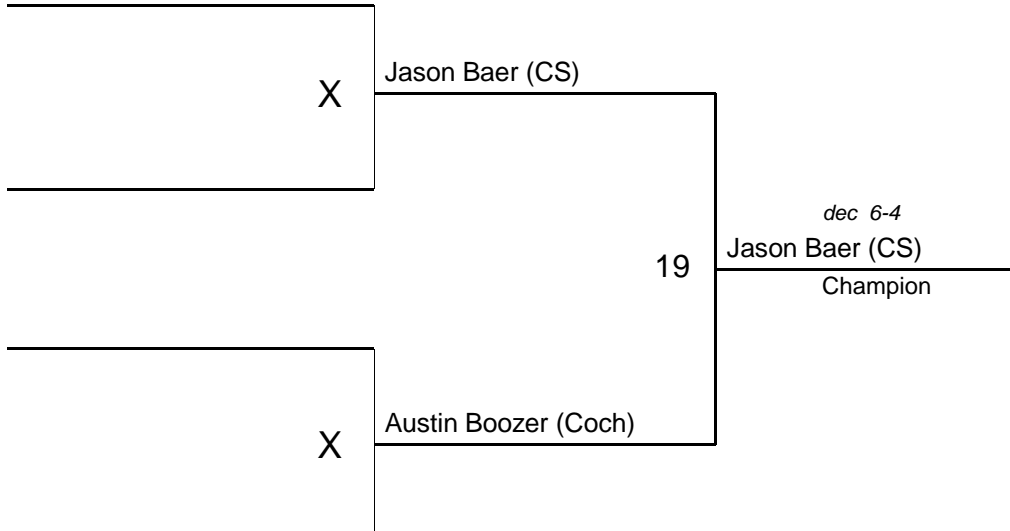 X
Jason Baer (CS)
19
dec 6-4
Jason Baer (CS)
Champion
X
Austin Boozer (Coch)